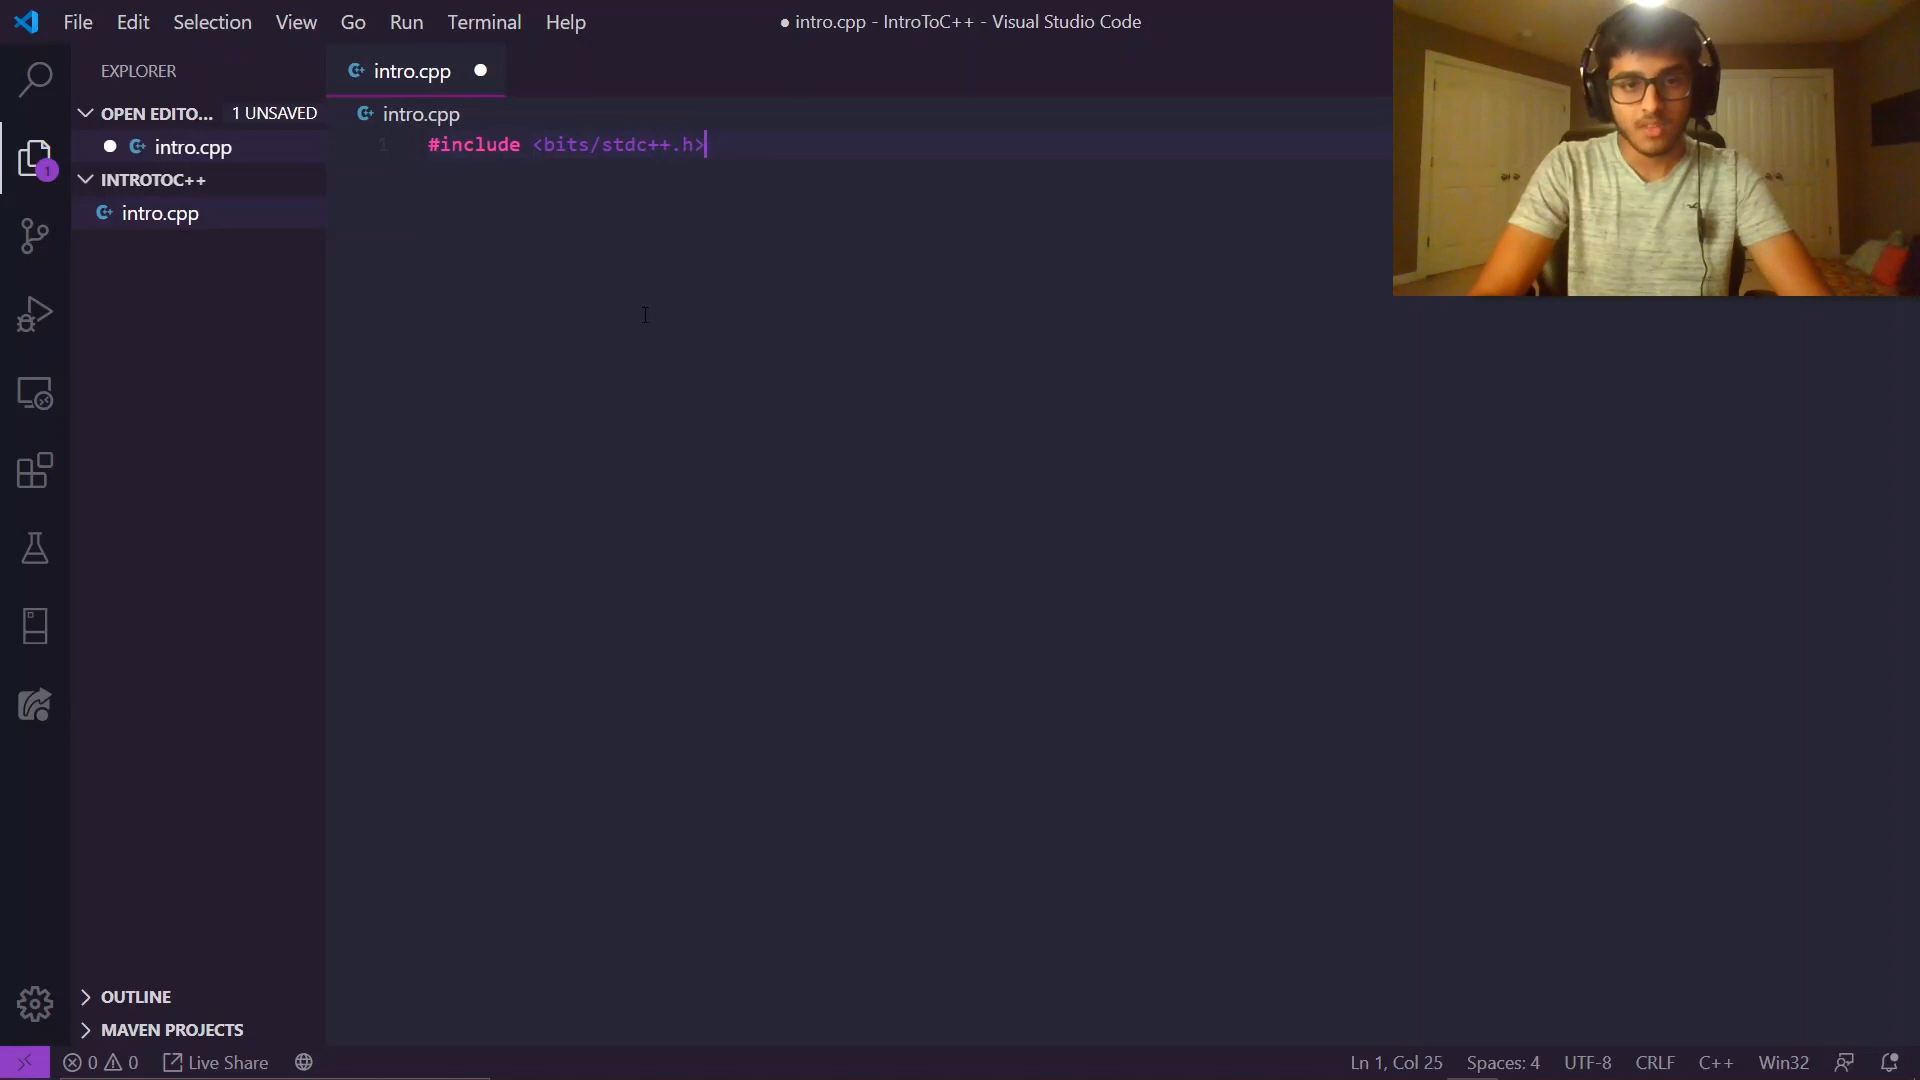 File Edit Selection View Go Run Terminal Help
● intro.cpp - IntroToC++ - Visual Studio Code
EXPLORER
OPEN EDITO... 1 UNSAVED
intro.cpp
INTROTOC++
intro.cpp
OUTLINE
MAVEN PROJECTS
1
intro.cpp
intro.cpp
1 #include <bits/stdc++.h>
0 0 Live Share
Ln 1, Col 25 Spaces: 4 UTF-8 CRLF C++ Win32